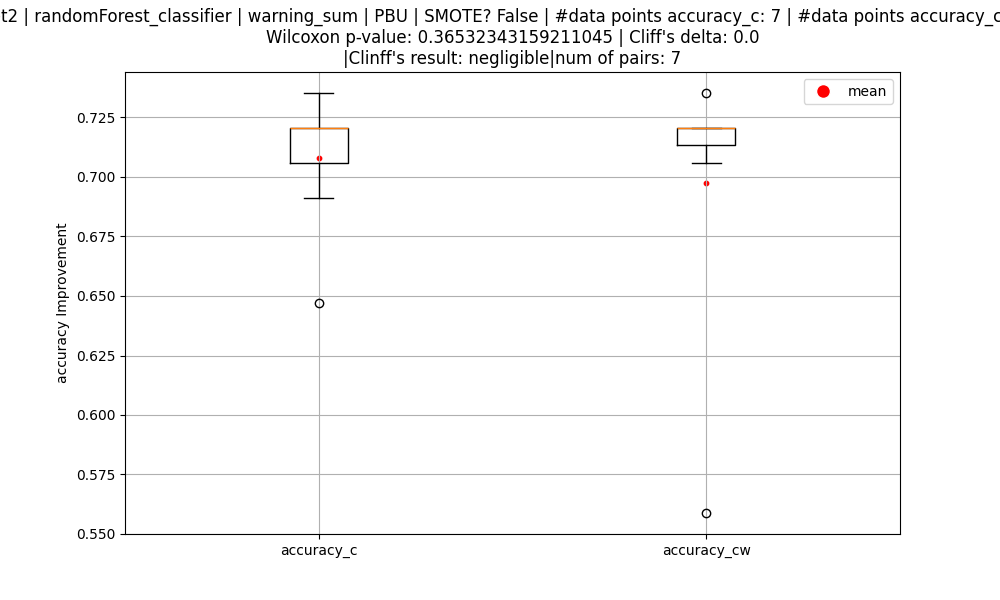 t2 | randomForest_classifier | warning_sum | PBU | SMOTE? False | #data points accuracy_c: 7 | #data points accuracy_c
Wilcoxon p-value: 0.36532343159211045 | Cliff's delta: 0.0
|Clinff's result: negligible|num of pairs: 7
mean
0.725
0.700
0.675
0.650
0.625
0.600
0.575
0.550
accuracy Improvement
accuracy_c
accuracy_cw